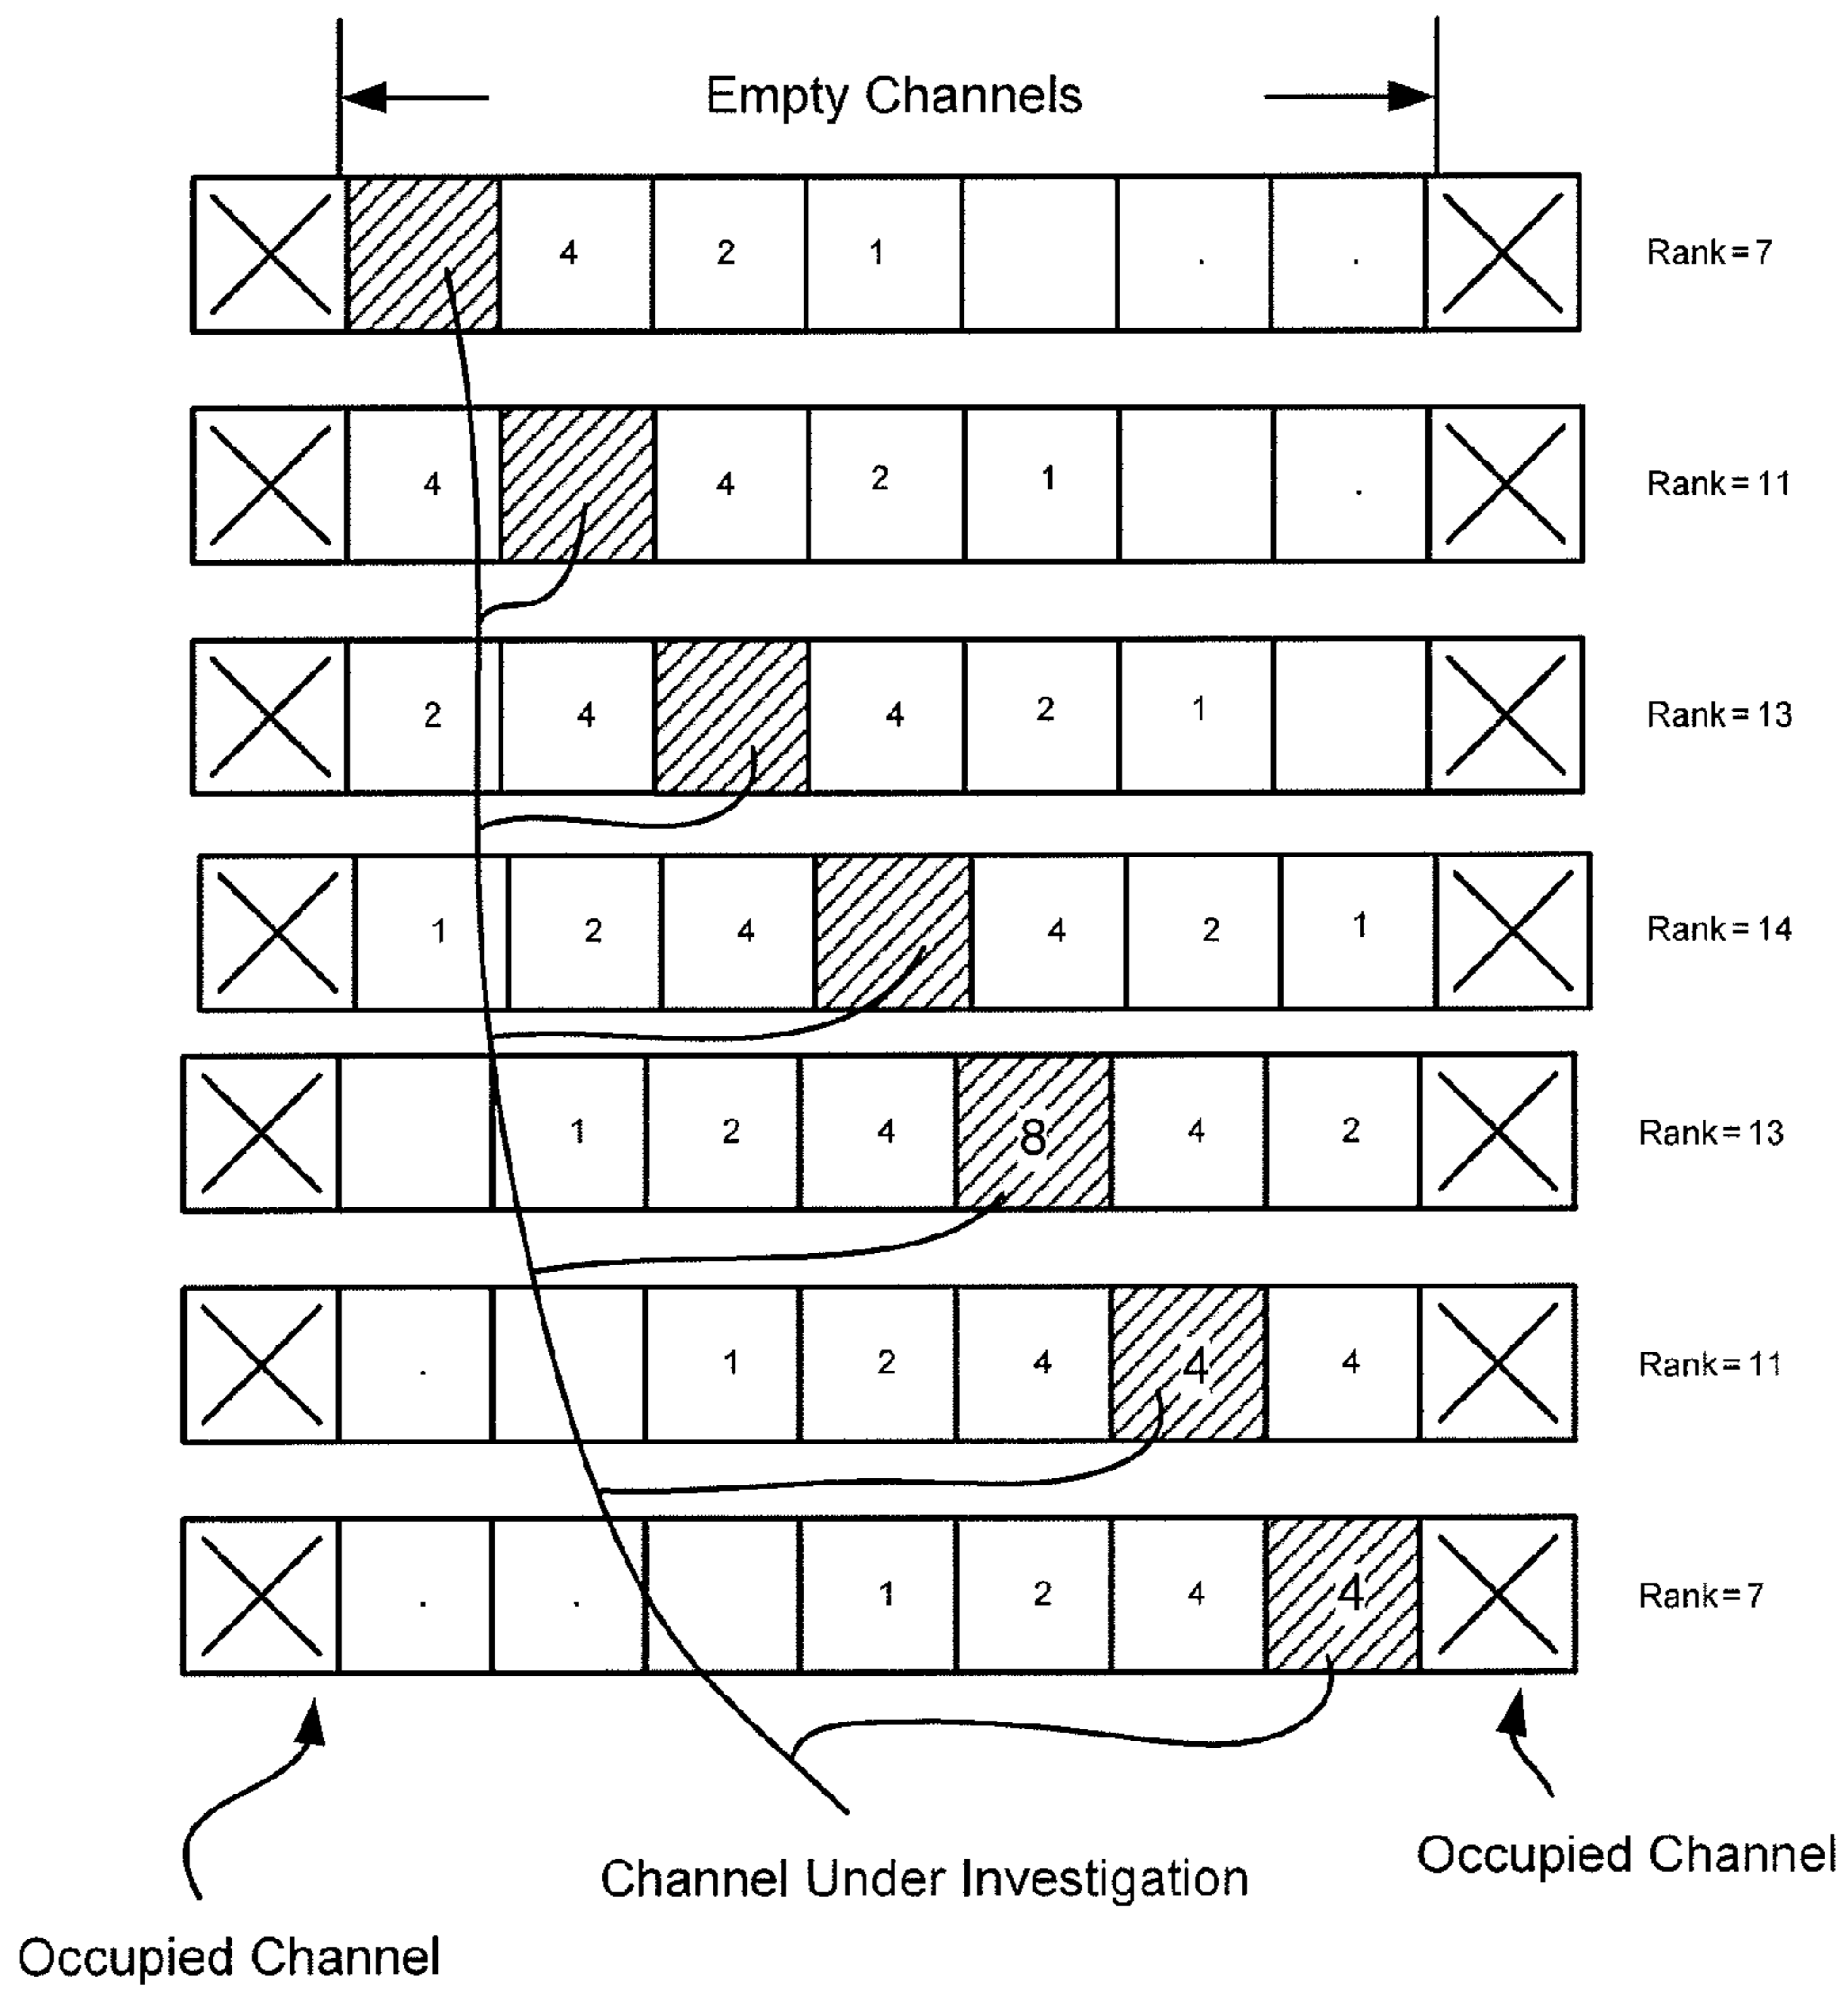 Empty Channels
4 2 1 . . Rank=7
4 4 2 1 . Rank=11
2 4 4 2 1 Rank=13
1 2 4 4 2 1 Rank=14
1 2 4 8 4 2 Rank=13
. 1 2 4 4 4 Rank=11
. . 1 2 4 4 Rank=7
Occupied Channel
Channel Under Investigation
Occupied Channel